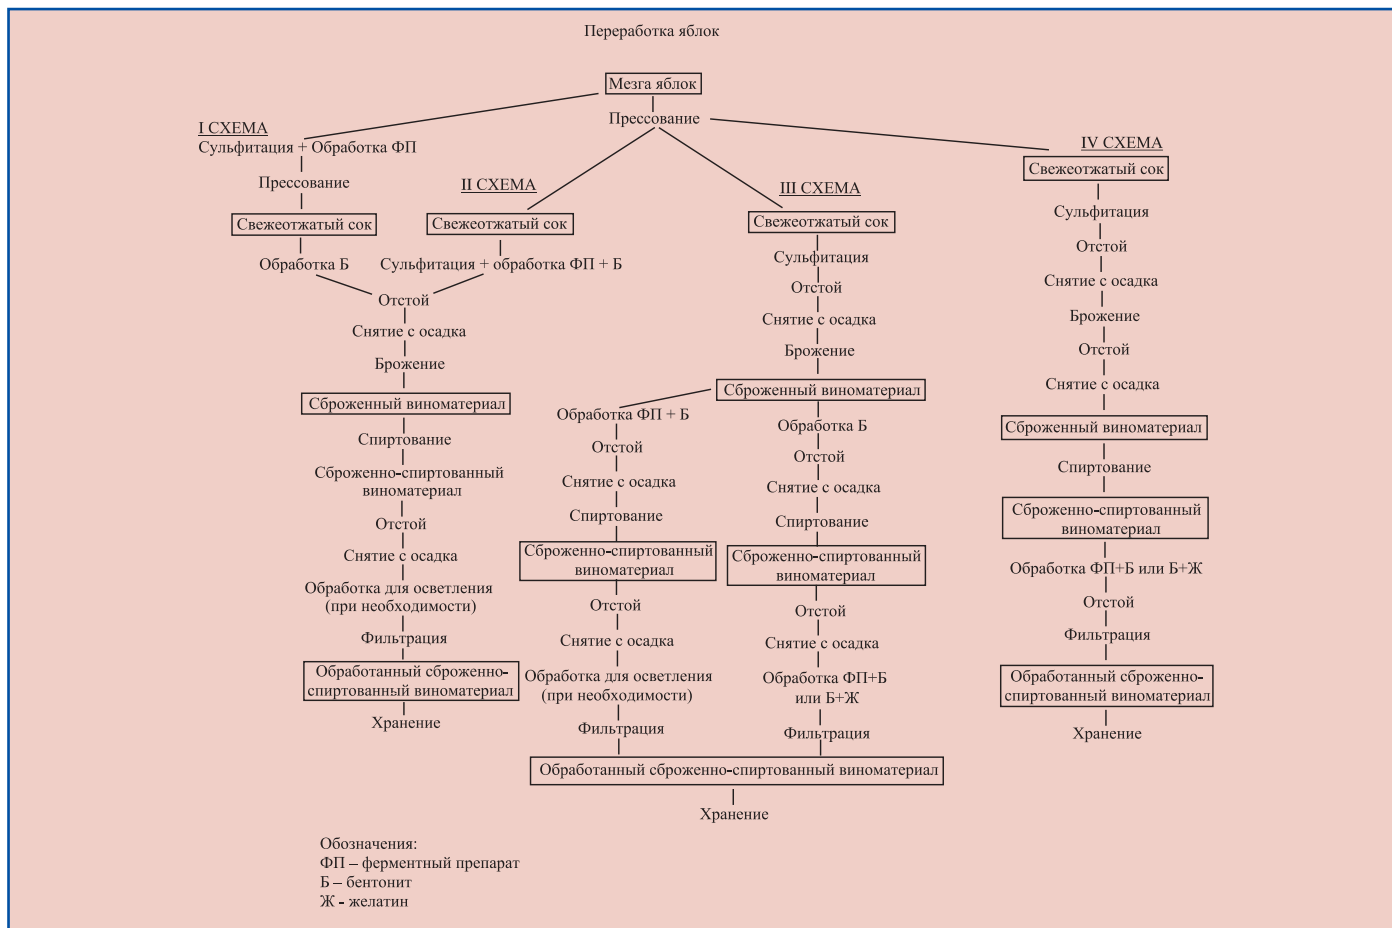 Переработка яблок
Мезга яблок
Прессование
I СХЕМА
Сульфитация + Обработка ФП
Прессование
Свежеотжатый сок
Обработка Б
II СХЕМА
Свежеотжатый сок
Сульфитация + обработка ФП + Б
Отстой
Снятие с осадка
Брожение
Сброженный виноматериал
Спиртование
Сброженно-спиртованный
виноматериал
Отстой
Снятие с осадка
Обработка для осветления
(при необходимости)
Фильтрация
Обработанный сброженно-
спиртованный виноматериал
Хранение
III СХЕМА
Свежеотжатый сок
Сульфитация
Отстой
Снятие с осадка
Брожение
Сброженный виноматериал
Обработка ФП + Б
Отстой
Снятие с осадка
Спиртование
Сброженно-спиртованный
виноматериал
Отстой
Снятие с осадка
Обработка для осветления
(при необходимости)
Фильтрация
Обработка Б
Отстой
Снятие с осадка
Спиртование
Сброженно-спиртованный
виноматериал
Отстой
Снятие с осадка
Обработка ФП+Б
или Б+Ж
Фильтрация
Обработанный сброженно-спиртованный виноматериал
Хранение
IV СХЕМА
Свежеотжатый сок
Сульфитация
Отстой
Снятие с осадка
Брожение
Отстой
Снятие с осадка
Сброженный виноматериал
Спиртование
Сброженно-спиртованный
виноматериал
Обработка ФП+Б или Б+Ж
Отстой
Фильтрация
Обработанный сброженно-
спиртованный виноматериал
Хранение
Обозначения:
ФП – ферментный препарат
Б – бентонит
Ж - желатин